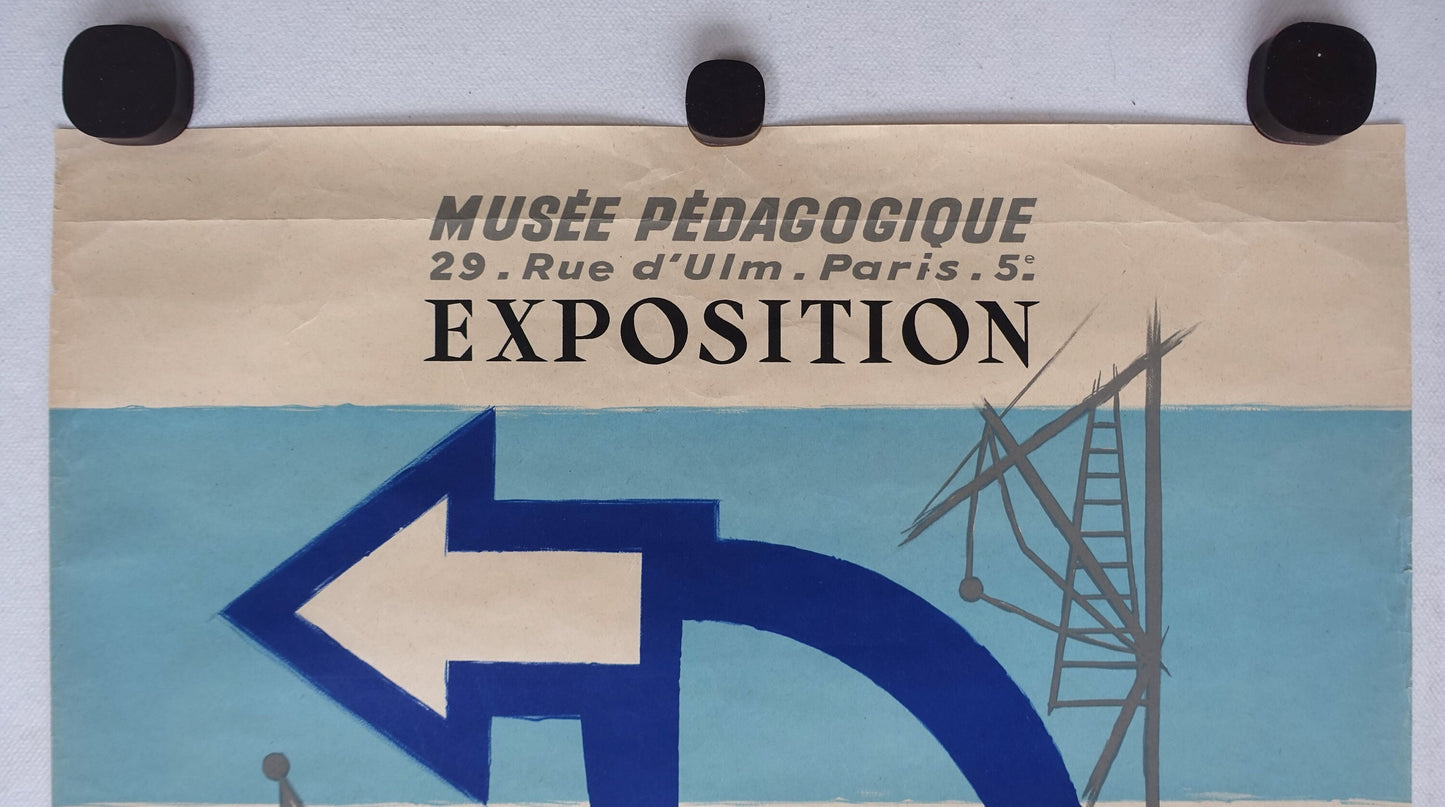 MUSÉE PÉDAGOGIQUE
29. Rue d'Ulm. Paris. 5e.
EXPOSITION